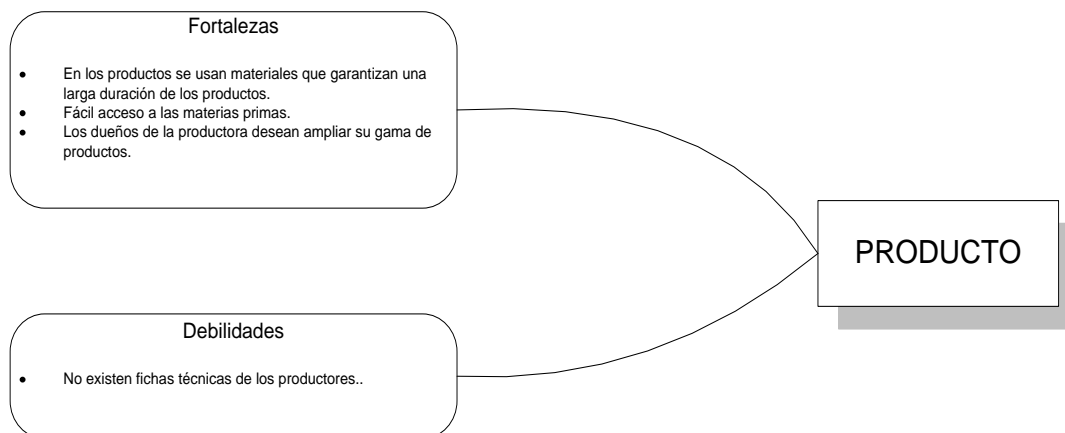 Fortalezas
• En los productos se usan materiales que garantizan una
larga duración de los productos.
• Fácil acceso a las materias primas.
• Los dueños de la productora desean ampliar su gama de
productos.
PRODUCTO
Debilidades
• No existen fichas técnicas de los productores..